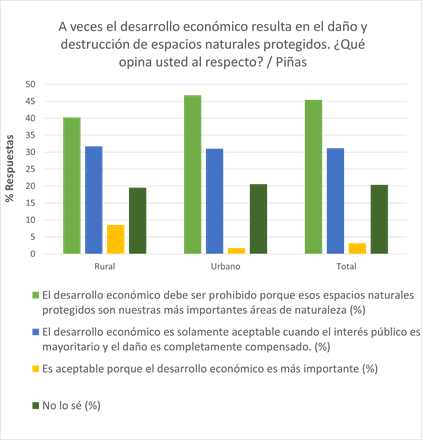 A veces el desarrollo económico resulta en el daño y
destrucción de espacios naturales protegidos. ¿Qué
opina usted al respecto? / Piñas
50
45
40
35
30
25
20
15
10
5
0
% Respuestas
Rural
Urbano
Total
El desarrollo económico debe ser prohibido porque esos espacios naturales
protegidos son nuestras más importantes áreas de naturaleza (%)
El desarrollo económico es solamente aceptable cuando el interés público es
mayoritario y el daño es completamente compensado. (%)
Es aceptable porque el desarrollo económico es más importante (%)
No lo sé (%)